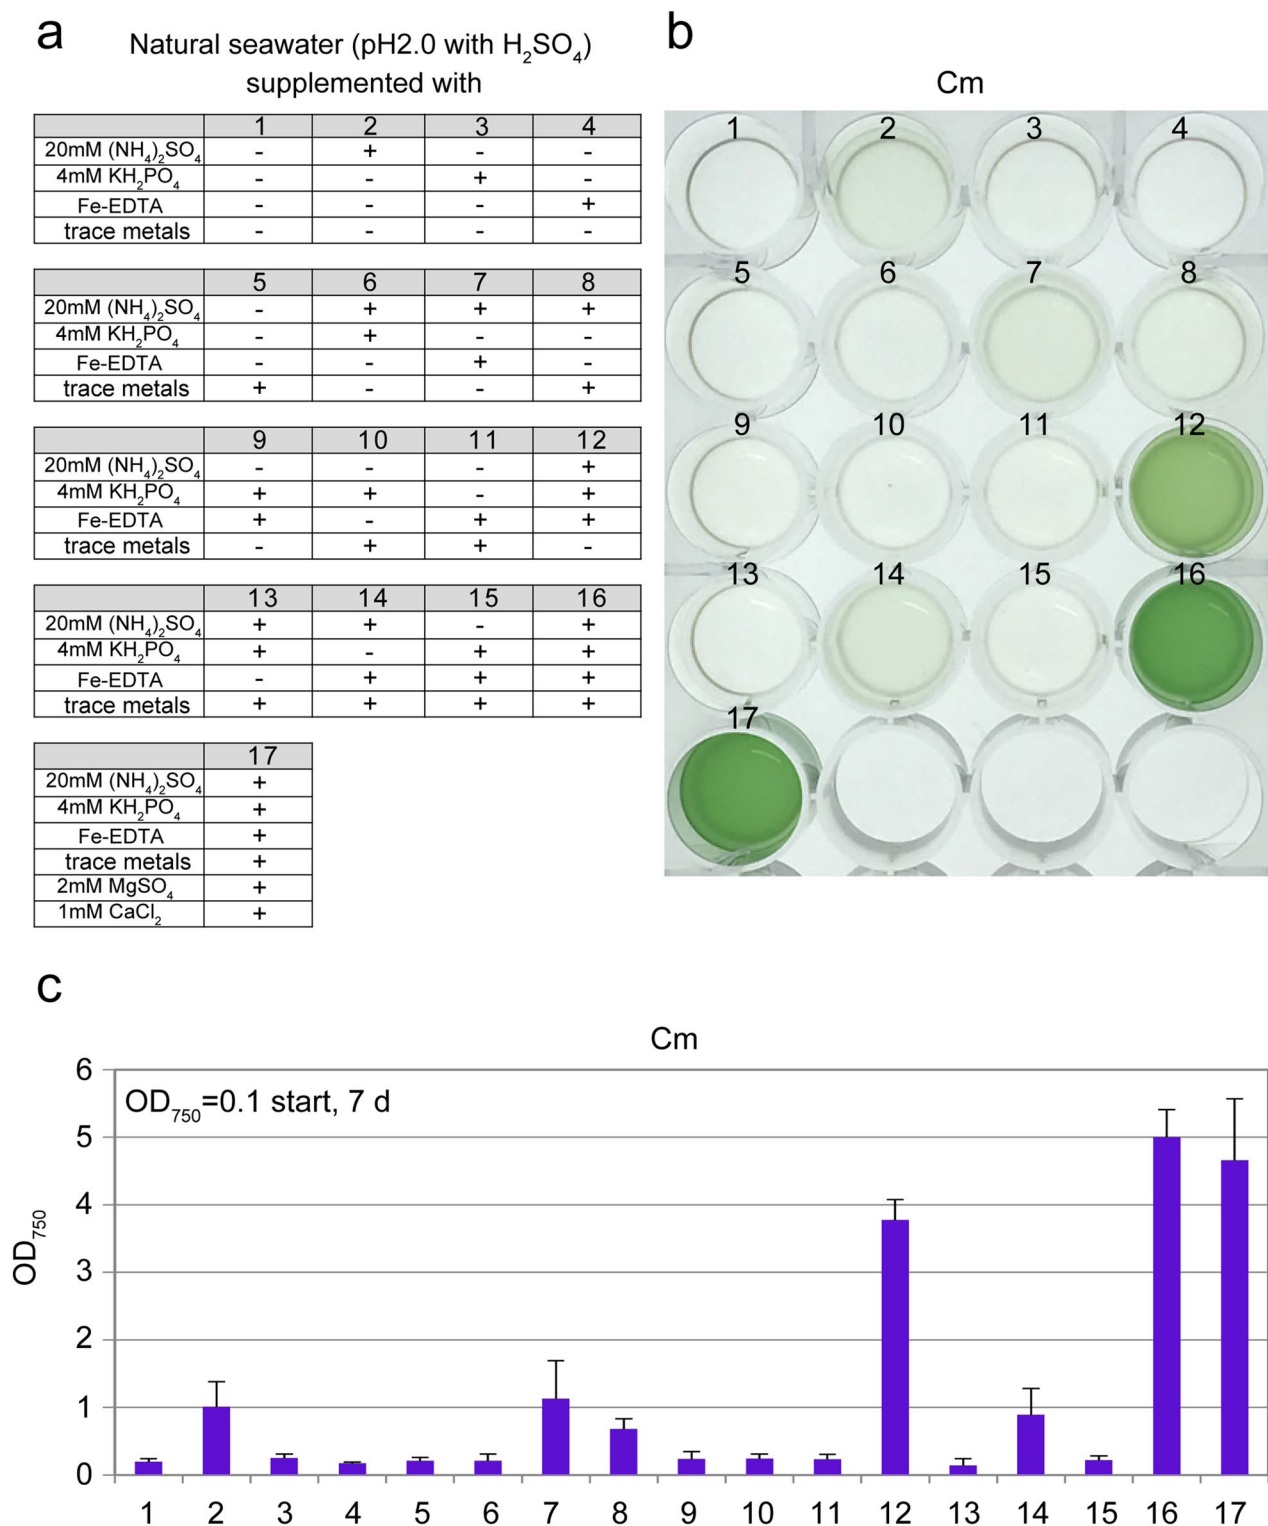 a
Natural seawater (pH2.0 with H₂SO₄)
supplemented with
1 2 3 4
20mM (NH₄)₂SO₄ - + - -
4mM KH₂PO₄ - - + -
Fe-EDTA - - - +
trace metals - - - -
5 6 7 8
20mM (NH₄)₂SO₄ - + + +
4mM KH₂PO₄ - + - -
Fe-EDTA - - + -
trace metals + - - +
9 10 11 12
20mM (NH₄)₂SO₄ - - - +
4mM KH₂PO₄ + + - +
Fe-EDTA + - + +
trace metals - + + -
13 14 15 16
20mM (NH₄)₂SO₄ + + - +
4mM KH₂PO₄ + - + +
Fe-EDTA - + + +
trace metals + + + +
17
20mM (NH₄)₂SO₄ +
4mM KH₂PO₄ +
Fe-EDTA +
trace metals +
2mM MgSO₄ +
1mM CaCl₂ +
b
Cm
1 2 3 4
5 6 7 8
9 10 11 12
13 14 15 16
17
c
Cm
OD₇₅₀=0.1 start, 7 d
OD₇₅₀
6
5
4
3
2
1
0
1 2 3 4 5 6 7 8 9 10 11 12 13 14 15 16 17